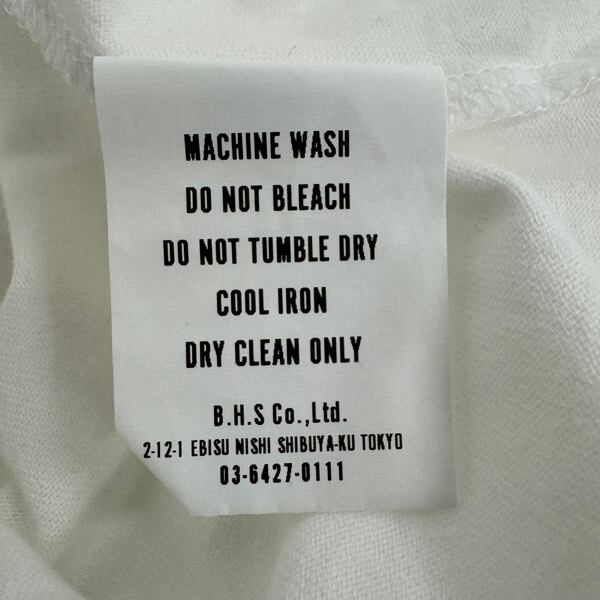 MACHINE WASH
DO NOT BLEACH
DO NOT TUMBLE DRY
COOL IRON
DRY CLEAN ONLY
B.H.S Co.,Ltd.
2-12-1 EBISU NISHI SHIBUYA-KU TOKYO
03-6427-0111